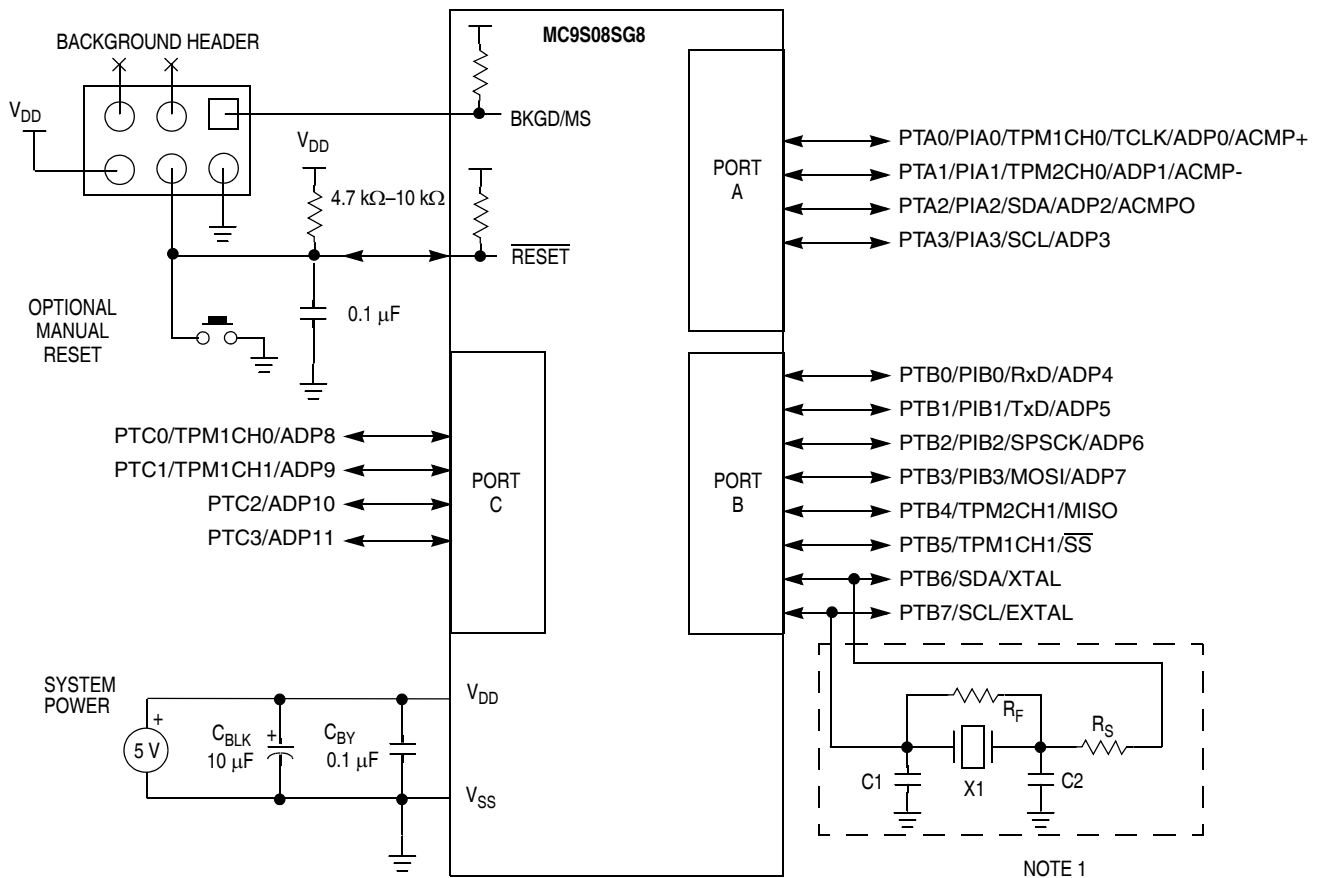 BACKGROUND HEADER
V_DD
MC9S08SG8
BKGD/MS
V_DD
4.7 kΩ–10 kΩ
RESET
OPTIONAL
MANUAL
RESET
0.1 μF
PORT
A
PTA0/PIA0/TPM1CH0/TCLK/ADP0/ACMP+
PTA1/PIA1/TPM2CH0/ADP1/ACMP-
PTA2/PIA2/SDA/ADP2/ACMPO
PTA3/PIA3/SCL/ADP3
PTC0/TPM1CH0/ADP8
PTC1/TPM1CH1/ADP9
PTC2/ADP10
PTC3/ADP11
PORT
C
PORT
B
PTB0/PIB0/RxD/ADP4
PTB1/PIB1/TxD/ADP5
PTB2/PIB2/SPSCK/ADP6
PTB3/PIB3/MOSI/ADP7
PTB4/TPM2CH1/MISO
PTB5/TPM1CH1/SS
PTB6/SDA/XTAL
PTB7/SCL/EXTAL
SYSTEM
POWER
+
5 V
C_BLK +
10 μF
C_BY
0.1 μF
V_DD
V_SS
R_F
R_S
C1
X1
C2
NOTE 1